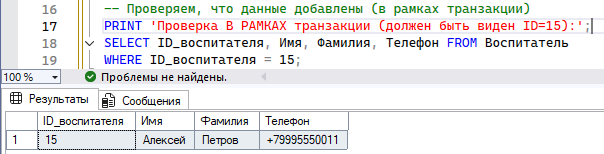 16 -- Проверяем, что данные добавлены (в рамках транзакции)
17 PRINT 'Проверка В РАМКАХ транзакции (должен быть виден ID=15):';
18 SELECT ID_воспитателя, Имя, Фамилия, Телефон FROM Воспитатель
19 WHERE ID_воспитателя = 15;
100 % Проблемы не найдены.
Результаты Сообщения
ID_воспитателя Имя Фамилия Телефон
1 15 Алексей Петров +79995550011